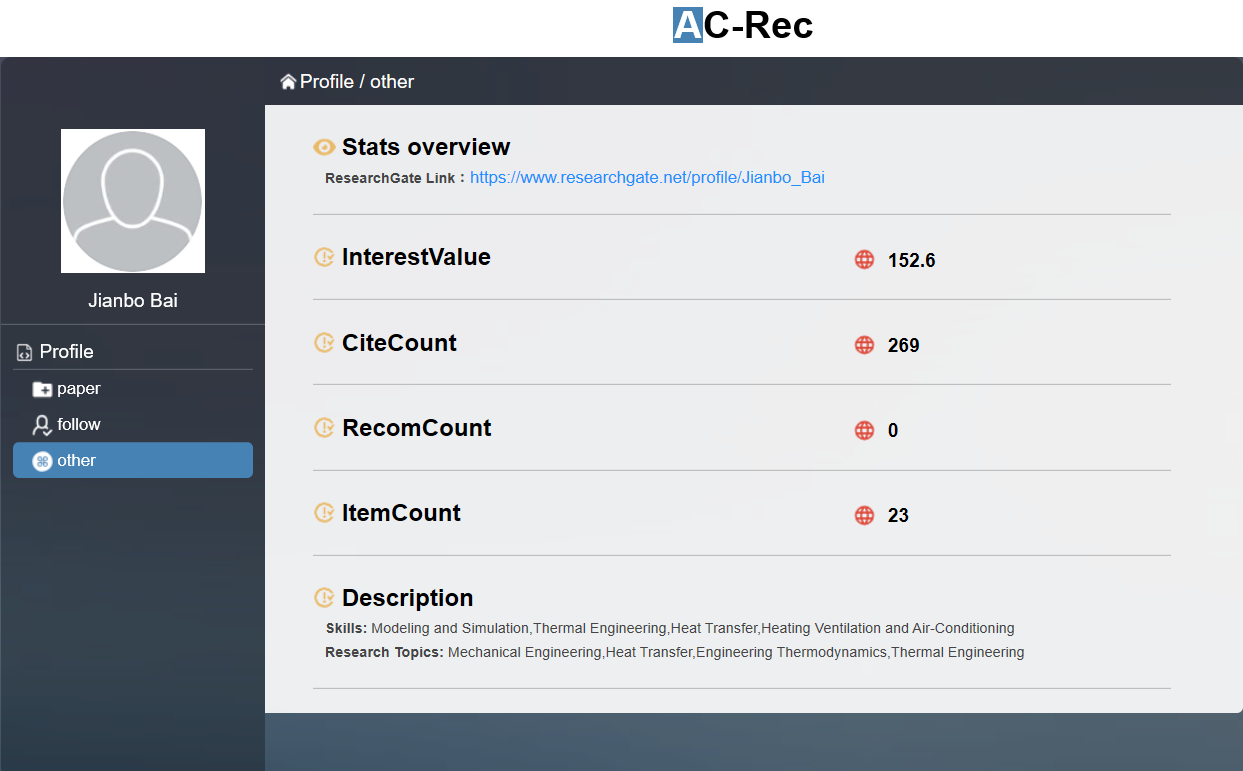 AC-Rec
Profile / other
Jianbo Bai
Profile
paper
follow
other
Stats overview
ResearchGate Link : https://www.researchgate.net/profile/Jianbo_Bai
InterestValue 152.6
CiteCount 269
RecomCount 0
ItemCount 23
Description
Skills: Modeling and Simulation,Thermal Engineering,Heat Transfer,Heating Ventilation and Air-Conditioning
Research Topics: Mechanical Engineering,Heat Transfer,Engineering Thermodynamics,Thermal Engineering